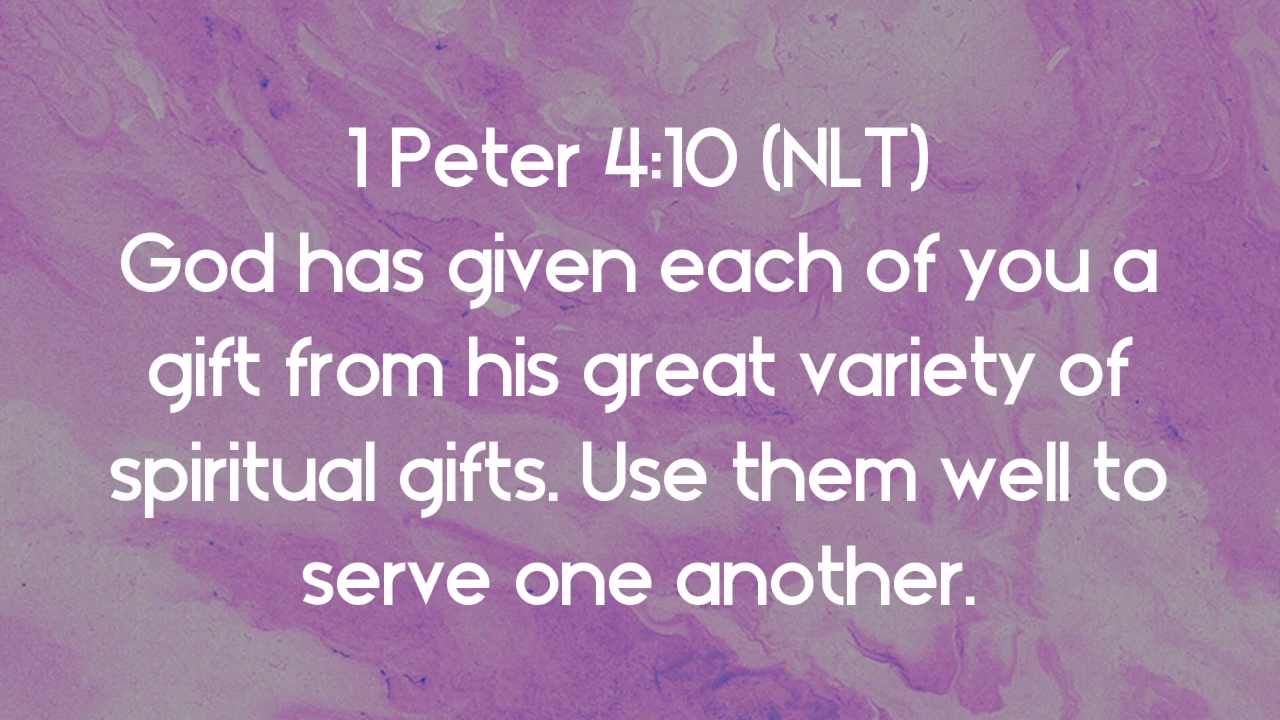 1 Peter 4:10 (NLT)
God has given each of you a
gift from his great variety of
spiritual gifts. Use them well to
serve one another.